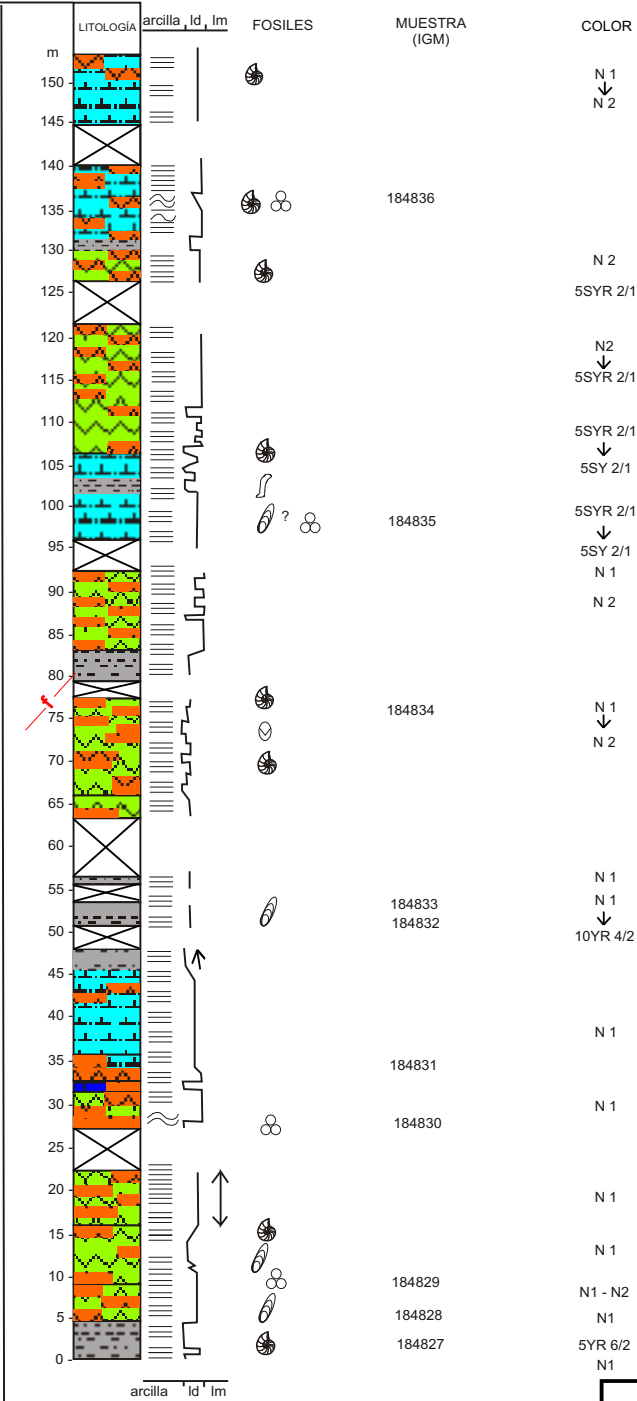 LITOLOGÍA arcilla ld lm FOSILES MUESTRA COLOR
(IGM)
m
150 N 1
N 2
145
140
135 184836
130 N 2
125 5SYR 2/1
120 N2
115 5SYR 2/1
110 5SYR 2/1
105 5SY 2/1
100 5SYR 2/1
? 184835
95 5SY 2/1
N 1
90 N 2
85
80
f
75 184834 N 1
N 2
70
65
60
55 N 1
N 1
184833
184832
50 10YR 4/2
45
40 N 1
35 184831
30 N 1
184830
25
20 N 1
15 N 1
10 184829 N1 - N2
5 184828 N1
184827 5YR 6/2
0 N1
arcilla ld lm